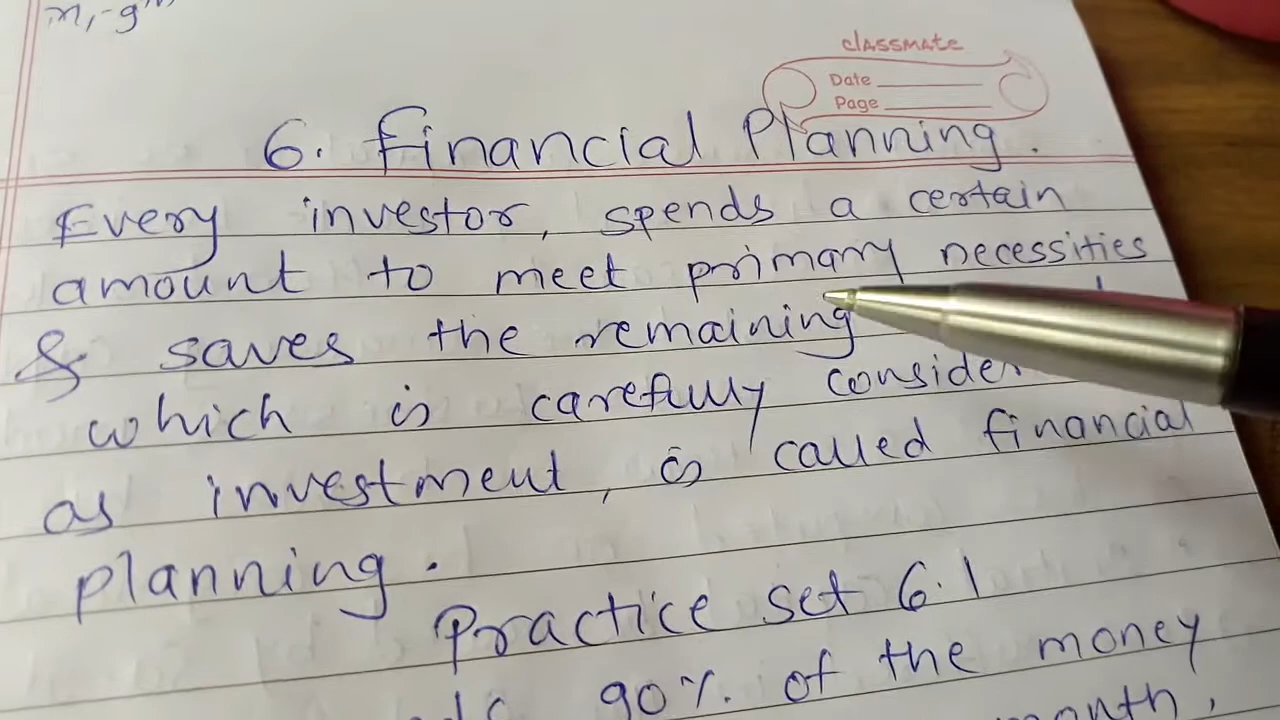 classmate
Date
Page
6. Financial Planning.
Every investor, spends a certain
amount to meet primary necessities
& saves the remaining
which is carefully
as investment, is called financial
planning.
Practice set 6.1
90%. of the money